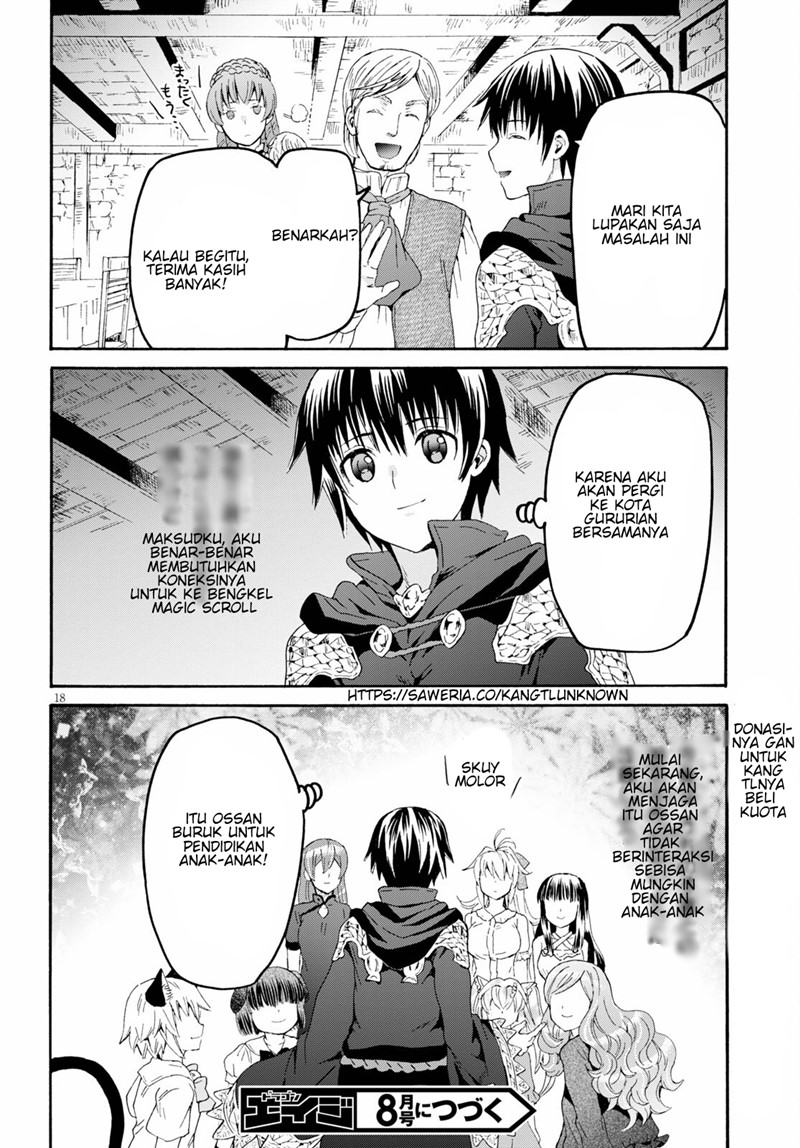 MARI KITA
LUPAKAN SAJA
MASALAH INI
まったく
もう…
BENARKAH?
KALAU BEGITU,
TERIMA KASIH
BANYAK!
KARENA AKU
AKAN PERGI
KE KOTA
GURURIAN
BERSAMANYA
MAKSUDKU, AKU
BENAR-BENAR
MEMBUTUHKAN
KONEKSINYA
UNTUK KE BENGKEL
MAGIC SCROLL
18
HTTPS://SAWERIA.CO/KANGTLUNKNOWN
DONASI-
NYA GAN
UNTUK
KANG
TLNYA
BELI
KUOTA
MULAI
SEKARANG,
AKU AKAN
MENJAGA
ITU OSSAN
AGAR
TIDAK
BERINTERAKSI
SEBISA
MUNGKIN
DENGAN
ANAK-ANAK
SKUY
MOLOR
ITU OSSAN
BURUK UNTUK
PENDIDIKAN
ANAK-ANAK!
ドラゴン
エイジ
8月号につづく